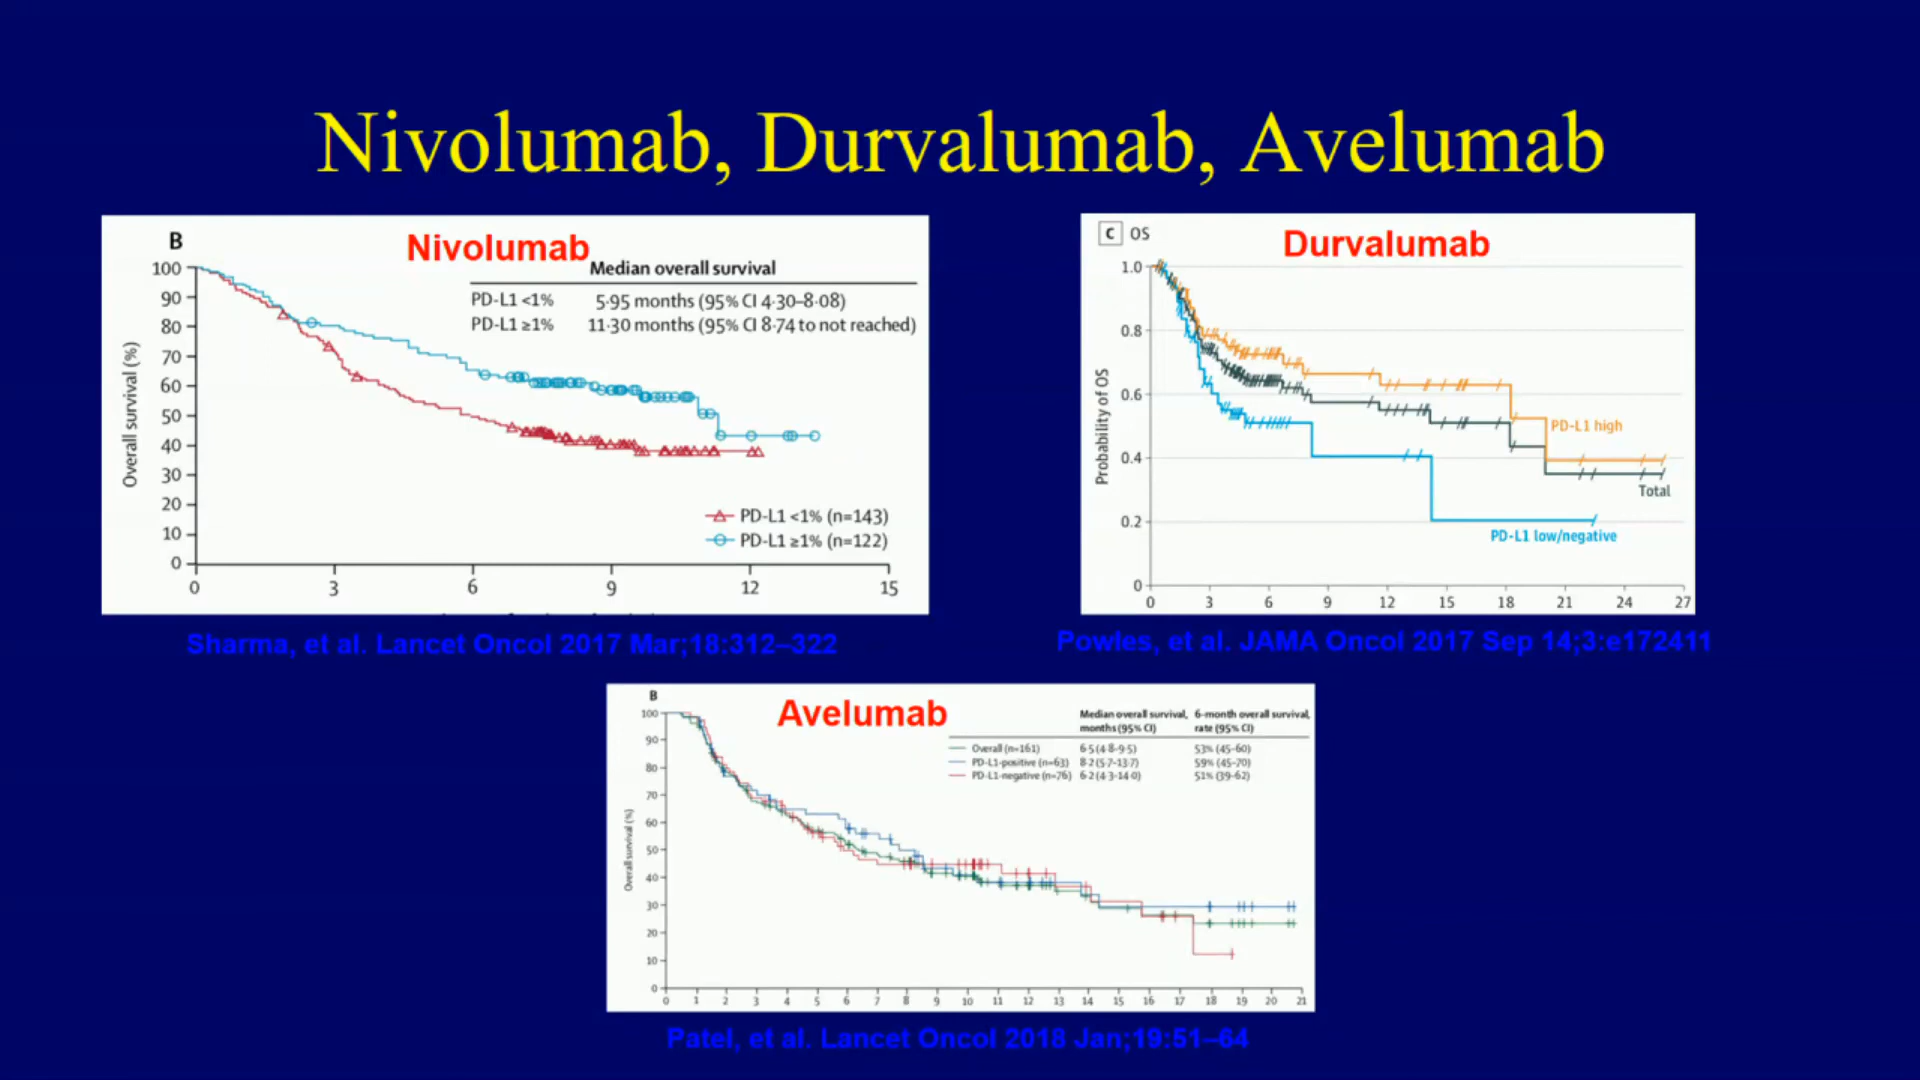 Nivolumab, Durvalumab, Avelumab
B
Nivolumab
Median overall survival
PD-L1 <1% 5·95 months (95% CI 4·30–8·08)
PD-L1 ≥1% 11·30 months (95% CI 8·74 to not reached)
Overall survival (%)
100
90
80
70
60
50
40
30
20
10
0
PD-L1 <1% (n=143)
PD-L1 ≥1% (n=122)
0 3 6 9 12 15
Sharma, et al. Lancet Oncol 2017 Mar;18:312–322
C OS
Durvalumab
Probability of OS
1.0
0.8
0.6
0.4
0.2
0
PD-L1 high
Total
PD-L1 low/negative
0 3 6 9 12 15 18 21 24 27
Powles, et al. JAMA Oncol 2017 Sep 14;3:e172411
B
Avelumab
Median overall survival, months (95% CI)
6-month overall survival, rate (95% CI)
Overall (n=161) 6·5 (4·8–9·5) 53% (45–60)
PD-L1-positive (n=63) 8·2 (5·7–13·7) 59% (45–70)
PD-L1-negative (n=76) 6·2 (4·3–14·0) 51% (39–62)
Overall survival (%)
100
90
80
70
60
50
40
30
20
10
0
0 1 2 3 4 5 6 7 8 9 10 11 12 13 14 15 16 17 18 19 20 21
Patel, et al. Lancet Oncol 2018 Jan;19:51–64